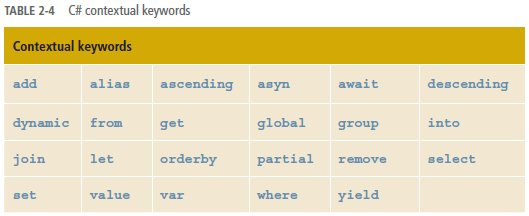 TABLE 2-4 C# contextual keywords
Contextual keywords
add alias ascending asyn await descending
dynamic from get global group into
join let orderby partial remove select
set value var where yield